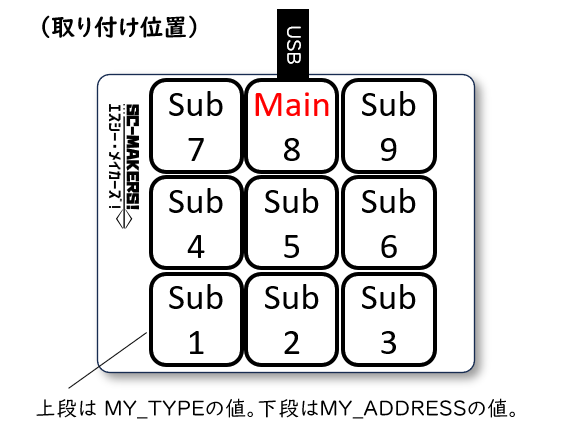 （取り付け位置）
USB
SC-MAKERS!
エスシー・メイカーズ！
Sub
7
Main
8
Sub
9
Sub
4
Sub
5
Sub
6
Sub
1
Sub
2
Sub
3
上段は MY_TYPEの値。下段はMY_ADDRESSの値。